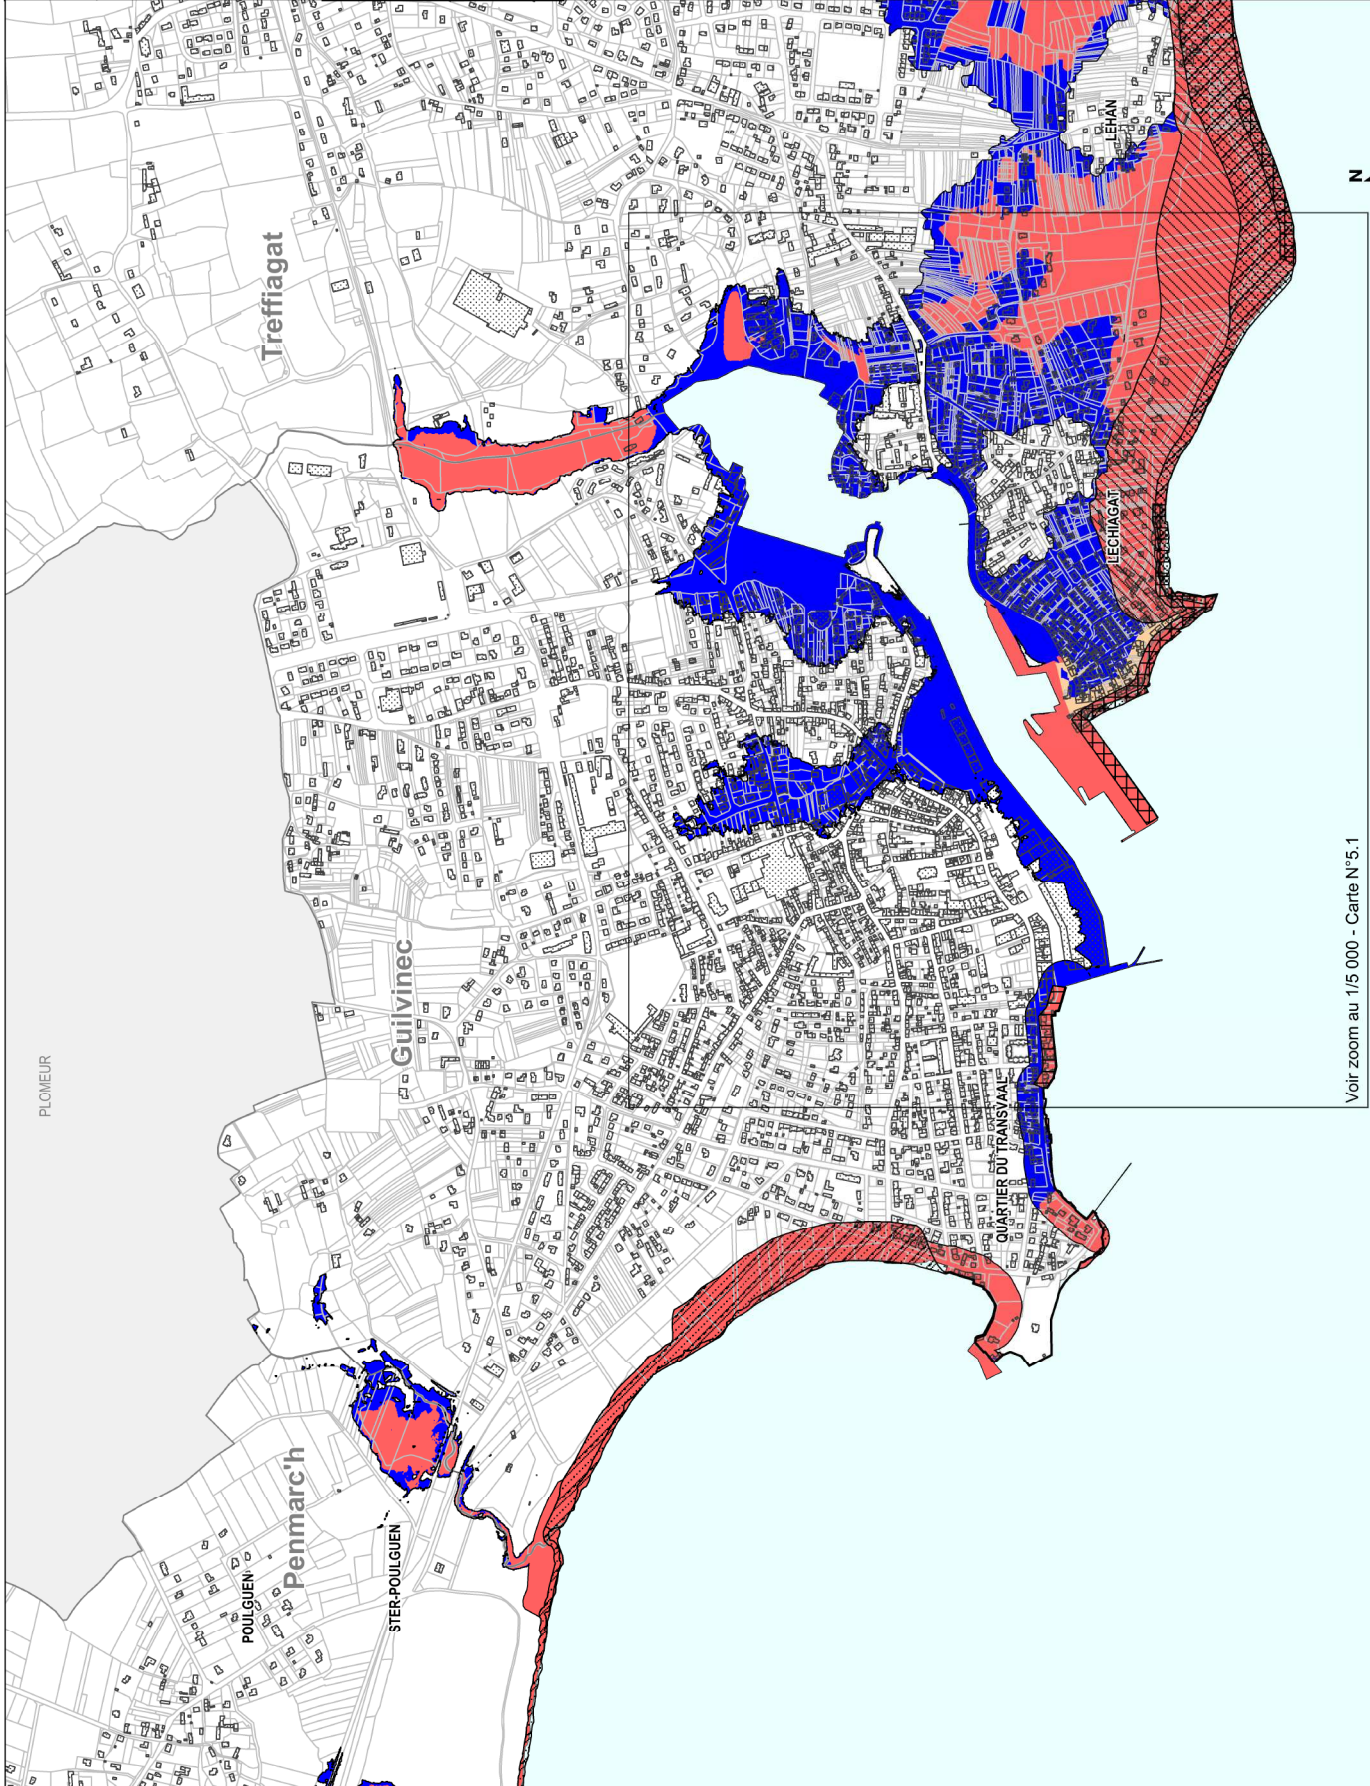 PLOMEUR
POULGUEN
Penmarc'h
STER-POULGUEN
Guilvinec
Treffiagat
QUARTIER DU TRANSVAL
LECHIAGAT
LEHAN
Voir zoom au 1/5 000 - Carte N°5.1
N